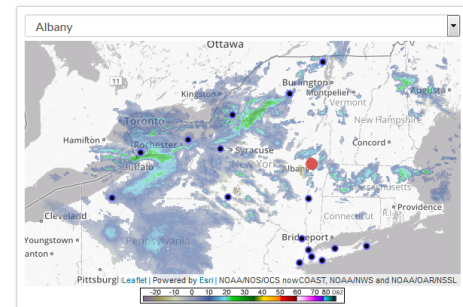 Albany
Ottawa
11
Burlington
Kingston
Montpelier
Augusta
Vermont
Toronto
New Hampshire
Hamilton
Rochester
Syracuse
Concord
Buffalo
New York
Albany
Massachusetts
Providence
Cleveland
Connecticut
R.I.
Youngstown
Pennsylvania
Bridgeport
anton
Pittsburgh
Leaflet | Powered by Esri | NOAA/NOS/OCS nowCOAST, NOAA/NWS and NOAA/OAR/NSSL
-20 -10 0 10 20 30 40 50 60 70 80 DBZ